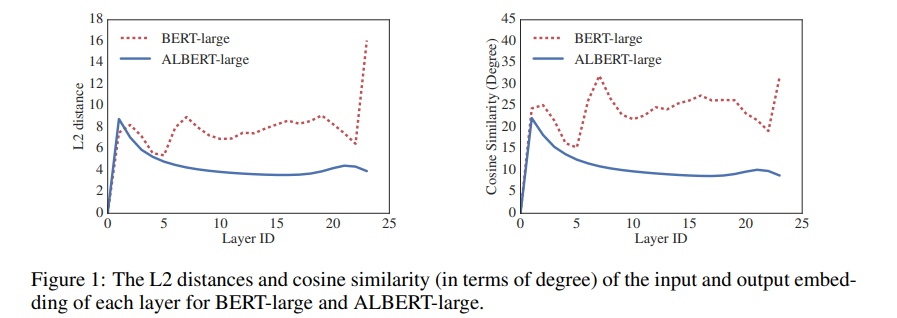 18
16
14
12
10
8
6
4
2
0
L2 distance
BERT-large
ALBERT-large
0 5 10 15 20 25
Layer ID
45
40
35
30
25
20
15
10
5
0
Cosine Similarity (Degree)
BERT-large
ALBERT-large
0 5 10 15 20 25
Layer ID
Figure 1: The L2 distances and cosine similarity (in terms of degree) of the input and output embed-
ding of each layer for BERT-large and ALBERT-large.